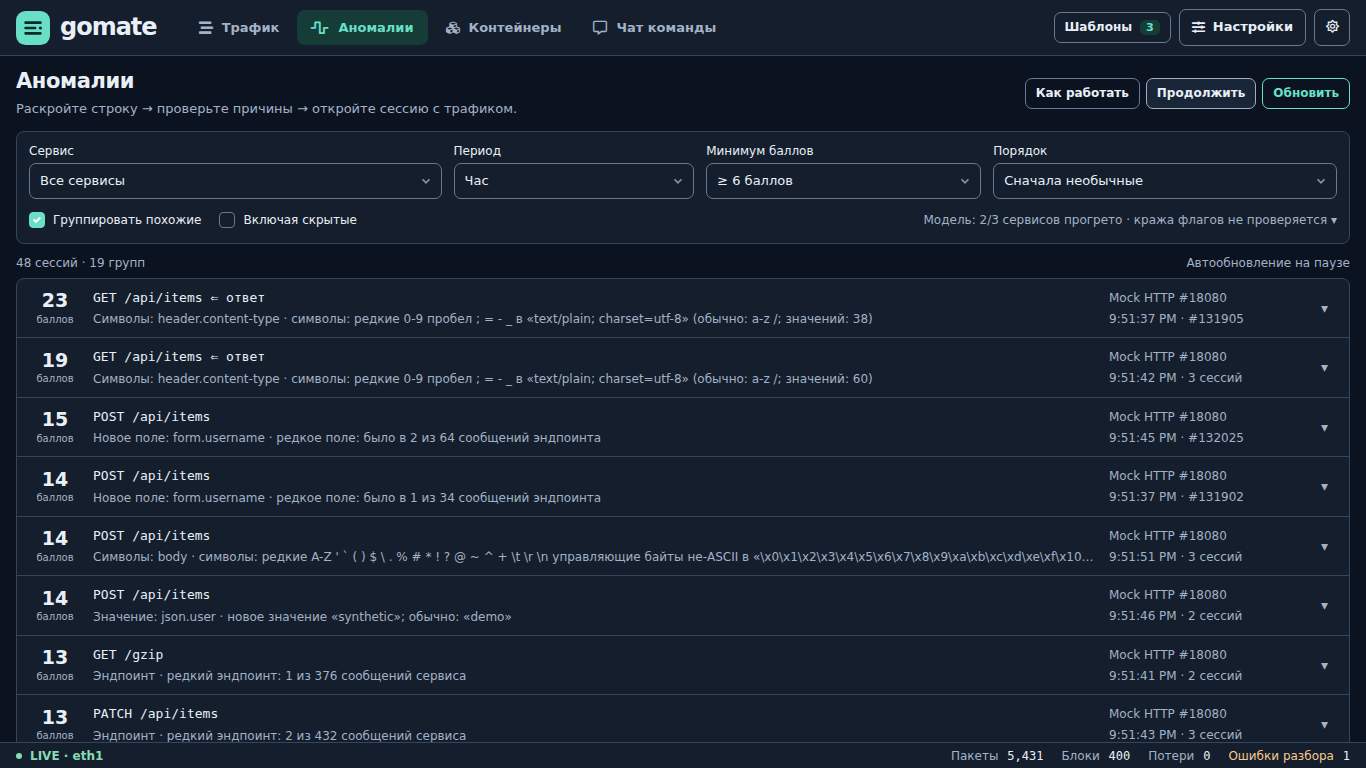 gomate Трафик Аномалии Контейнеры Чат команды Шаблоны 3 Настройки
Аномалии
Раскройте строку → проверьте причины → откройте сессию с трафиком.
Как работать Продолжить Обновить
Сервис Период Минимум баллов Порядок
Все сервисы Час ≥ 6 баллов Сначала необычные
Группировать похожие Включая скрытые Модель: 2/3 сервисов прогрето · кража флагов не проверяется ▾
48 сессий · 19 групп Автообновление на паузе
23 GET /api/items ⇐ ответ Mock HTTP #18080
баллов Символы: header.content-type · символы: редкие 0-9 пробел ; = - _ в «text/plain; charset=utf-8» (обычно: a-z /; значений: 38) 9:51:37 PM · #131905 ▼
19 GET /api/items ⇐ ответ Mock HTTP #18080
баллов Символы: header.content-type · символы: редкие 0-9 пробел ; = - _ в «text/plain; charset=utf-8» (обычно: a-z /; значений: 60) 9:51:42 PM · 3 сессий ▼
15 POST /api/items Mock HTTP #18080
баллов Новое поле: form.username · редкое поле: было в 2 из 64 сообщений эндпоинта 9:51:45 PM · #132025 ▼
14 POST /api/items Mock HTTP #18080
баллов Новое поле: form.username · редкое поле: было в 1 из 34 сообщений эндпоинта 9:51:37 PM · #131902 ▼
14 POST /api/items Mock HTTP #18080
баллов Символы: body · символы: редкие A-Z ' ` ( ) $ \ . % # * ! ? @ ~ ^ + \t \r \n управляющие байты не-ASCII в «\x0\x1\x2\x3\x4\x5\x6\x7\x8\x9\xa\xb\xc\xd\xe\xf\x10... 9:51:51 PM · 3 сессий ▼
14 POST /api/items Mock HTTP #18080
баллов Значение: json.user · новое значение «synthetic»; обычно: «demo» 9:51:46 PM · 2 сессий ▼
13 GET /gzip Mock HTTP #18080
баллов Эндпоинт · редкий эндпоинт: 1 из 376 сообщений сервиса 9:51:41 PM · 2 сессий ▼
13 PATCH /api/items Mock HTTP #18080
баллов Эндпоинт · редкий эндпоинт: 2 из 432 сообщений сервиса 9:51:43 PM · 3 сессий ▼
LIVE · eth1 Пакеты 5,431 Блоки 400 Потери 0 Ошибки разбора 1